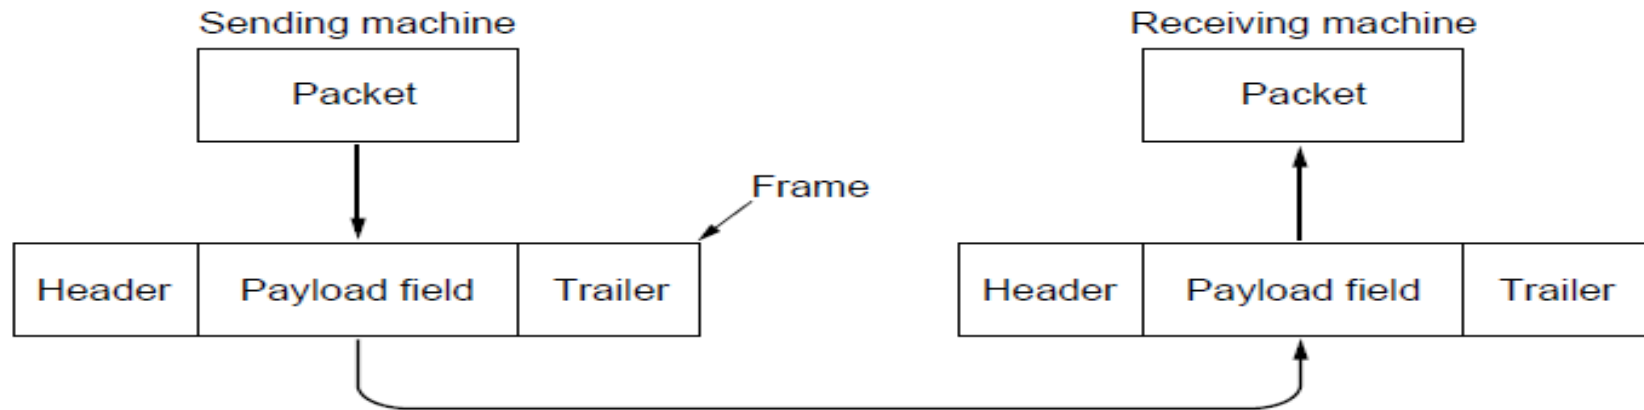 Sending machine
Receiving machine
Packet
Packet
Frame
Header
Payload field
Trailer
Header
Payload field
Trailer